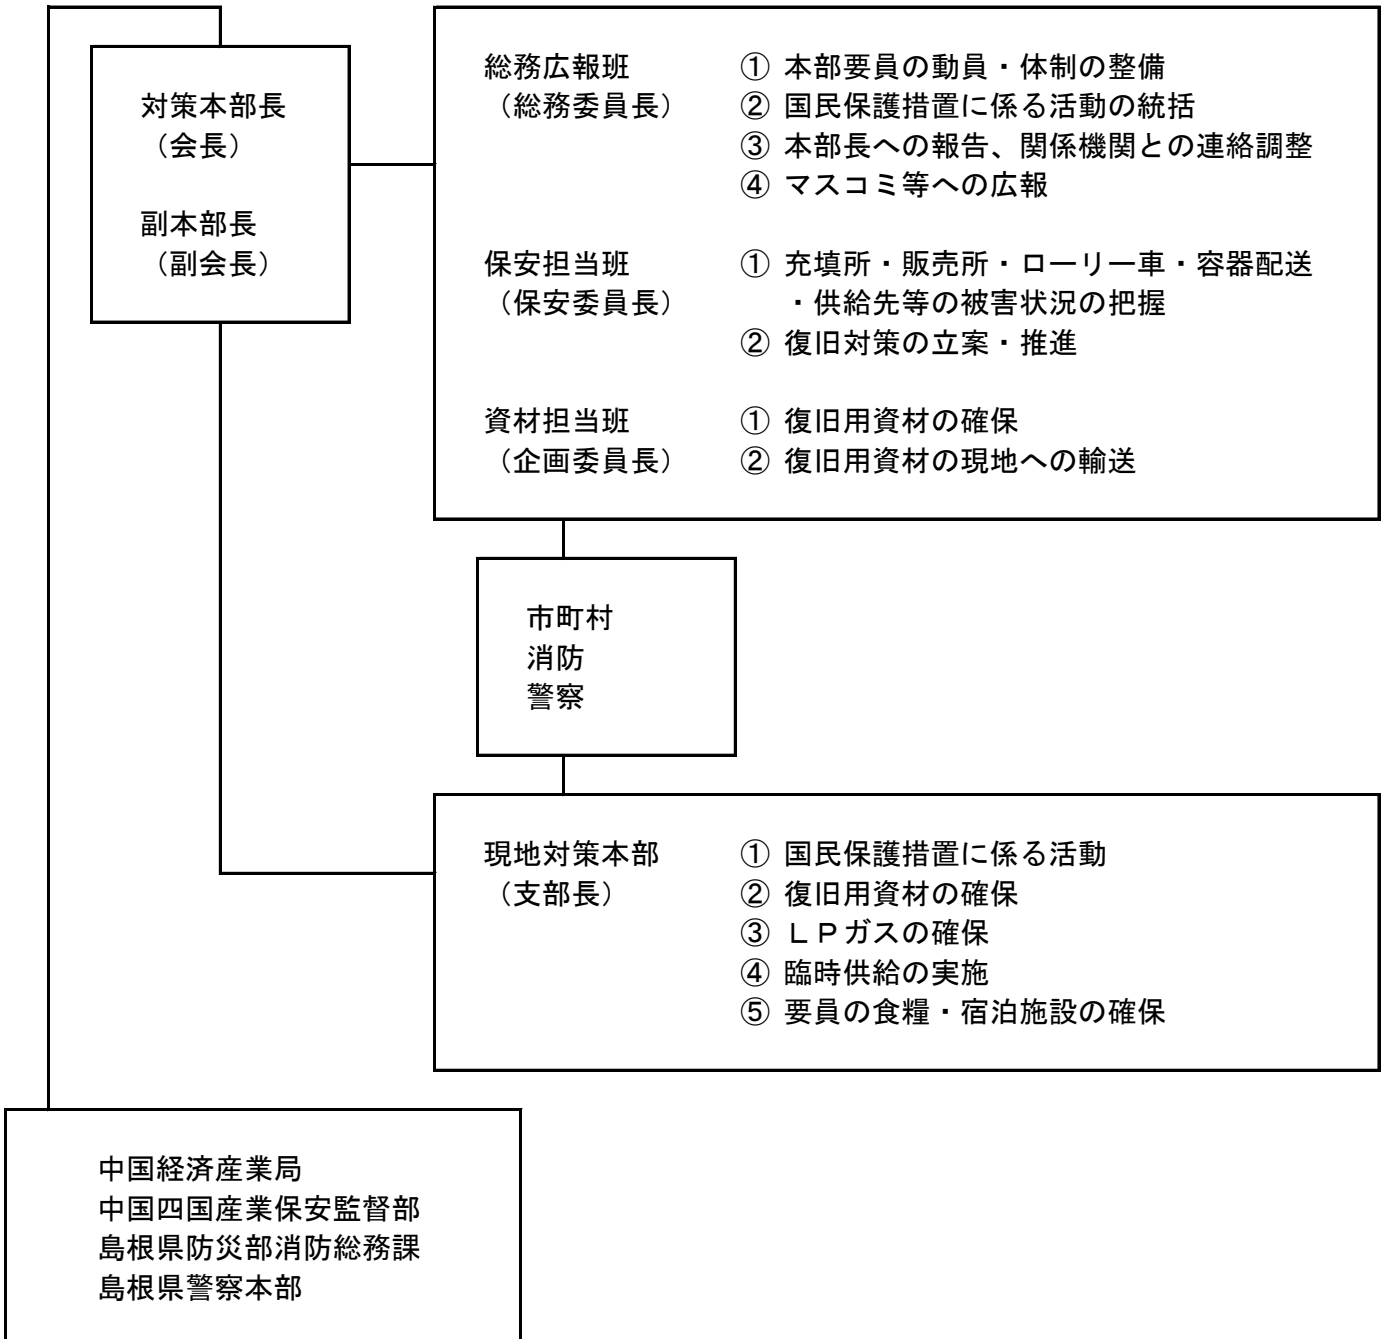 対策本部長
（会長）
副本部長
（副会長）
総務広報班 ① 本部要員の動員・体制の整備
（総務委員長） ② 国民保護措置に係る活動の統括
③ 本部長への報告、関係機関との連絡調整
④ マスコミ等への広報
保安担当班 ① 充填所・販売所・ローリー車・容器配送
（保安委員長） ・供給先等の被害状況の把握
② 復旧対策の立案・推進
資材担当班 ① 復旧用資材の確保
（企画委員長） ② 復旧用資材の現地への輸送
市町村
消防
警察
現地対策本部 ① 国民保護措置に係る活動
（支部長） ② 復旧用資材の確保
③ ＬＰガスの確保
④ 臨時供給の実施
⑤ 要員の食糧・宿泊施設の確保
中国経済産業局
中国四国産業保安監督部
島根県防災部消防総務課
島根県警察本部